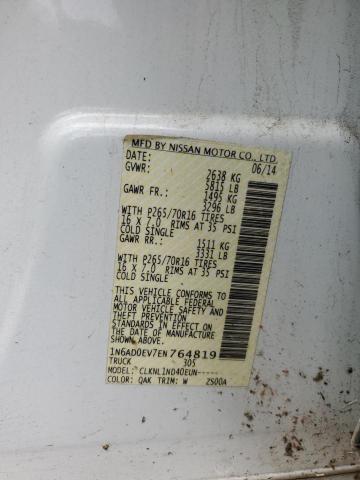 MFD BY NISSAN MOTOR CO., LTD.
DATE: 06/14
GVWR: 2638 KG
5815 LB
GAWR FR.: 1495 KG
3296 LB
WITH P265/70R16 TIRES
16 X 7.0 RIMS AT 35 PSI
COLD SINGLE
GAWR RR.: 1511 KG
3331 LB
WITH P265/70R16 TIRES
16 X 7.0 RIMS AT 35 PSI
COLD SINGLE
THIS VEHICLE CONFORMS TO
ALL APPLICABLE FEDERAL
MOTOR VEHICLE SAFETY AND
THEFT PREVENTION
STANDARDS IN EFFECT ON
THE DATE OF MANUFACTURE
SHOWN ABOVE.
1N6AD0EV7EN764819
TRUCK 305
MODEL: CLKNL1ND40EUN-----
COLOR: QAK TRIM: W 2S00A